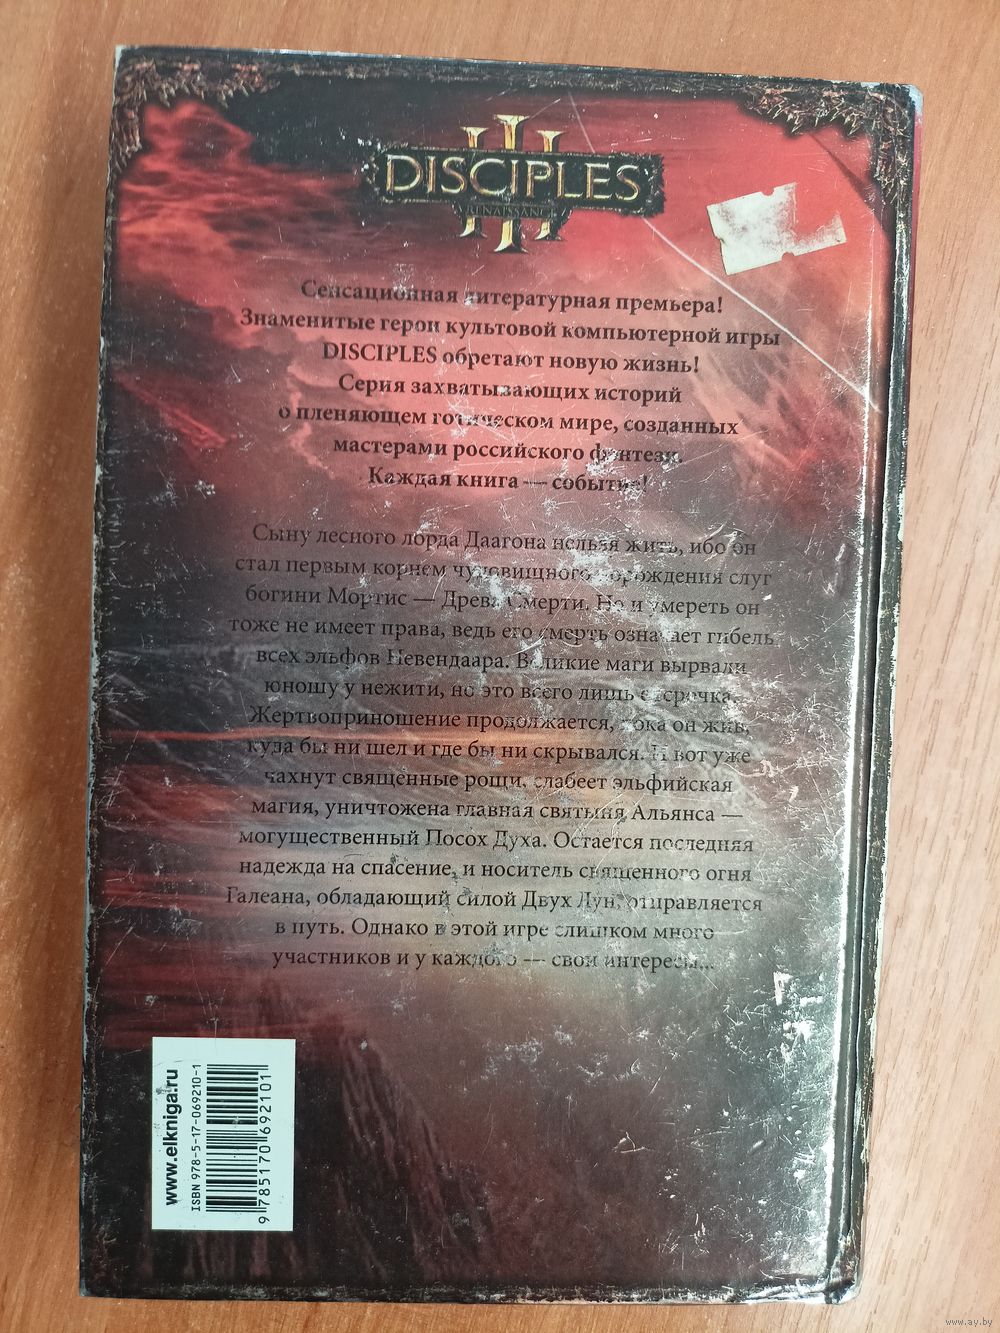 DISCIPLES
III
RENAISSANCE
Сенсационная литературная премьера!
Знаменитые герои культовой компьютерной игры
DISCIPLES обретают новую жизнь!
Серия захватывающих историй
о пленяющем готическом мире, созданных
мастерами российского фэнтези.
Каждая книга — событие!
Сыну лесного лорда Даагона нельзя жить, ибо он
стал первым корнем чудовищного порождения слуг
богини Мортис — Древа Смерти. Но и умереть он
тоже не имеет права, ведь его смерть означает гибель
всех эльфов Невендаара. Великие маги вырвали
юношу у нежити, но это всего лишь отсрочка.
Жертвоприношение продолжается, пока он жив,
куда бы ни шел и где бы ни скрывался. И вот уже
чахнут священные рощи, слабеет эльфийская
магия, уничтожена главная святыня Альянса —
могущественный Посох Духа. Остается последняя
надежда на спасение, и носитель священного огня
Галеана, обладающий силой Двух Лун, отправляется
в путь. Однако в этой игре слишком много
участников и у каждого — свои интересы...
www.elkniga.ru
ISBN 978-5-17-069210-1
9 785170 692101
www.ay.by